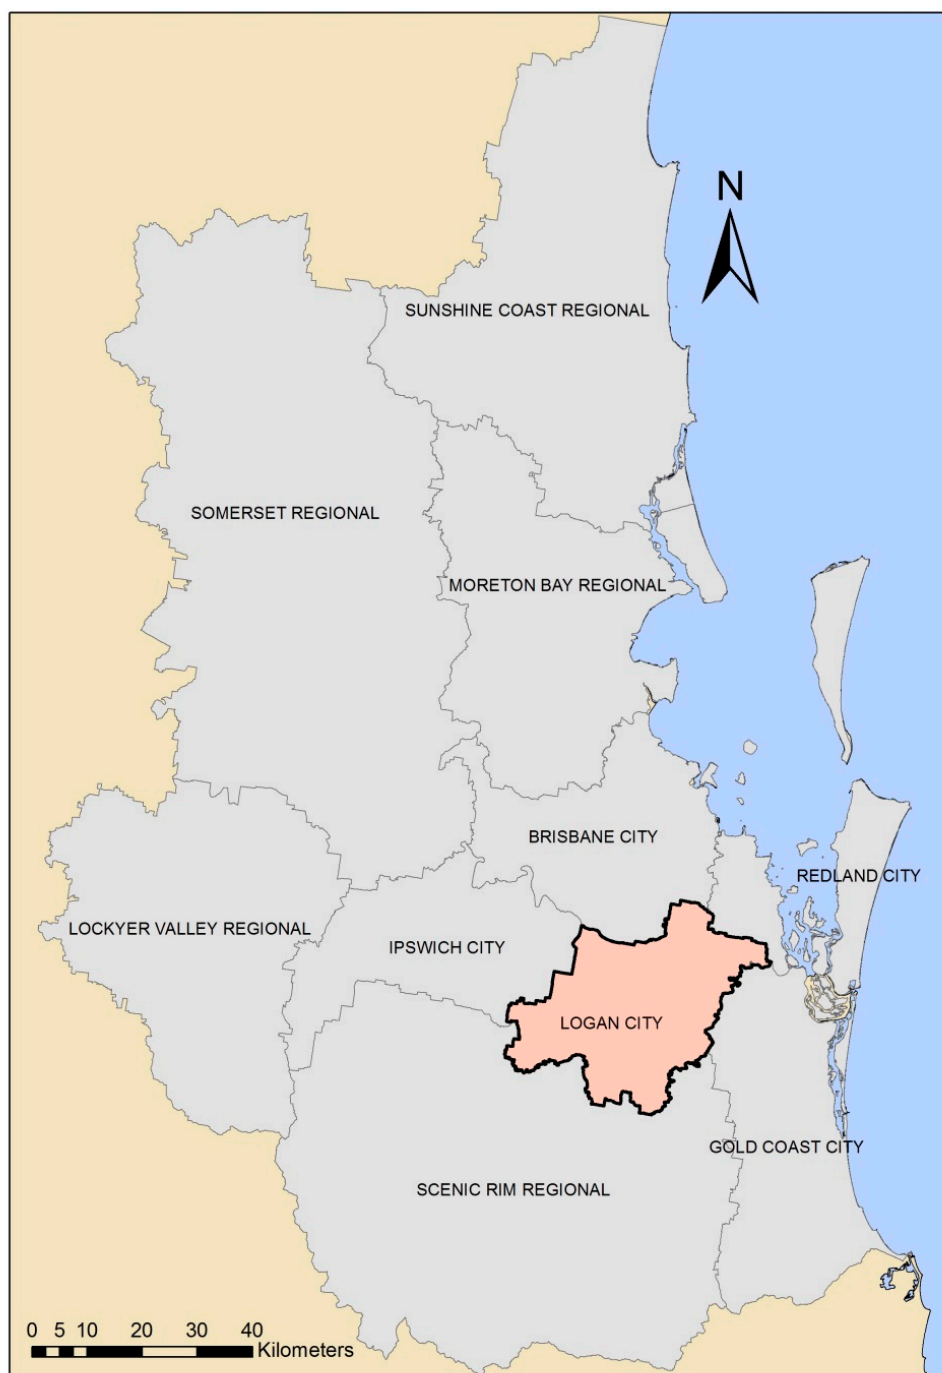 N
SUNSHINE COAST REGIONAL
SOMERSET REGIONAL
MORETON BAY REGIONAL
BRISBANE CITY
REDLAND CITY
LOCKYER VALLEY REGIONAL
IPSWICH CITY
LOGAN CITY
GOLD COAST CITY
SCENIC RIM REGIONAL
0 5 10 20 30 40
Kilometers